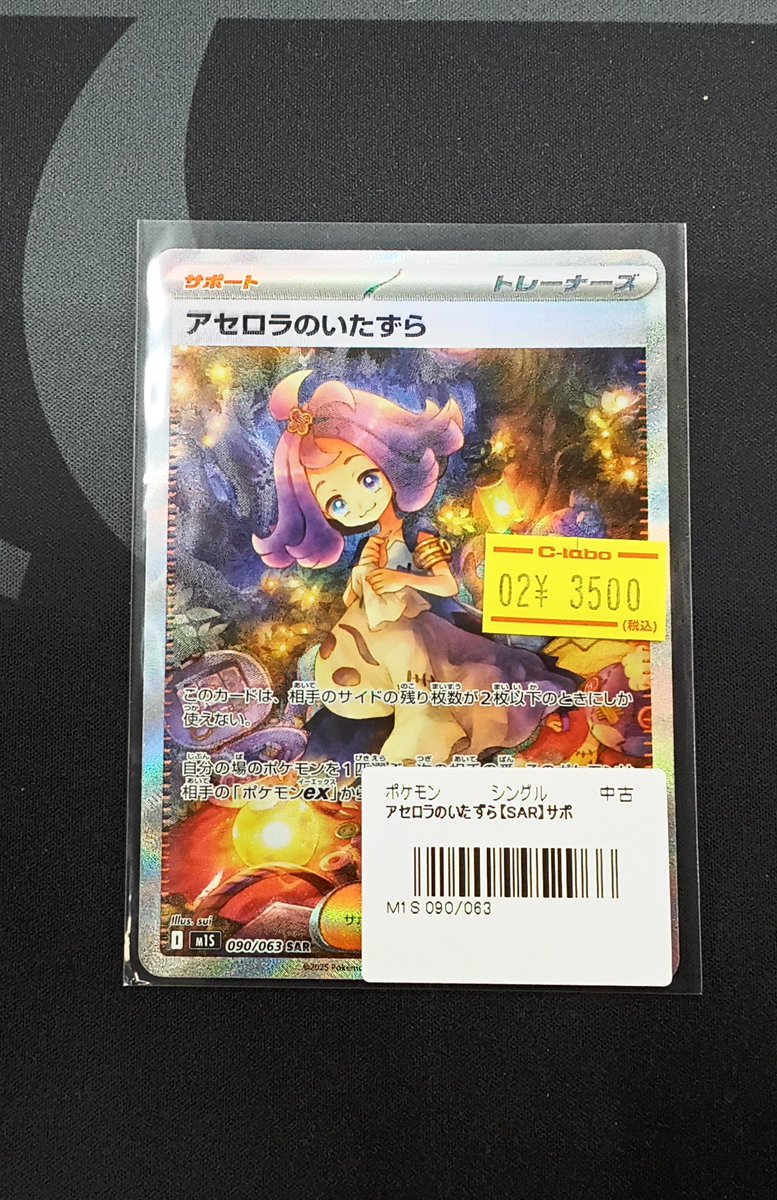 サポート
トレーナーズ
アセロラのいたずら
C-labo
02¥ 3500
(税込)
このカードは、相手のサイドの残り枚数が2枚以下のときにしか
使えない。
自分の場のポケモンを1匹
相手の「ポケモンex」から
ポケモン シングル 中古
アセロラのいたずら【SAR】サポ
M1S 090/063
Illus. sui
I m1S 090/063 SAR
©2025 Pokém